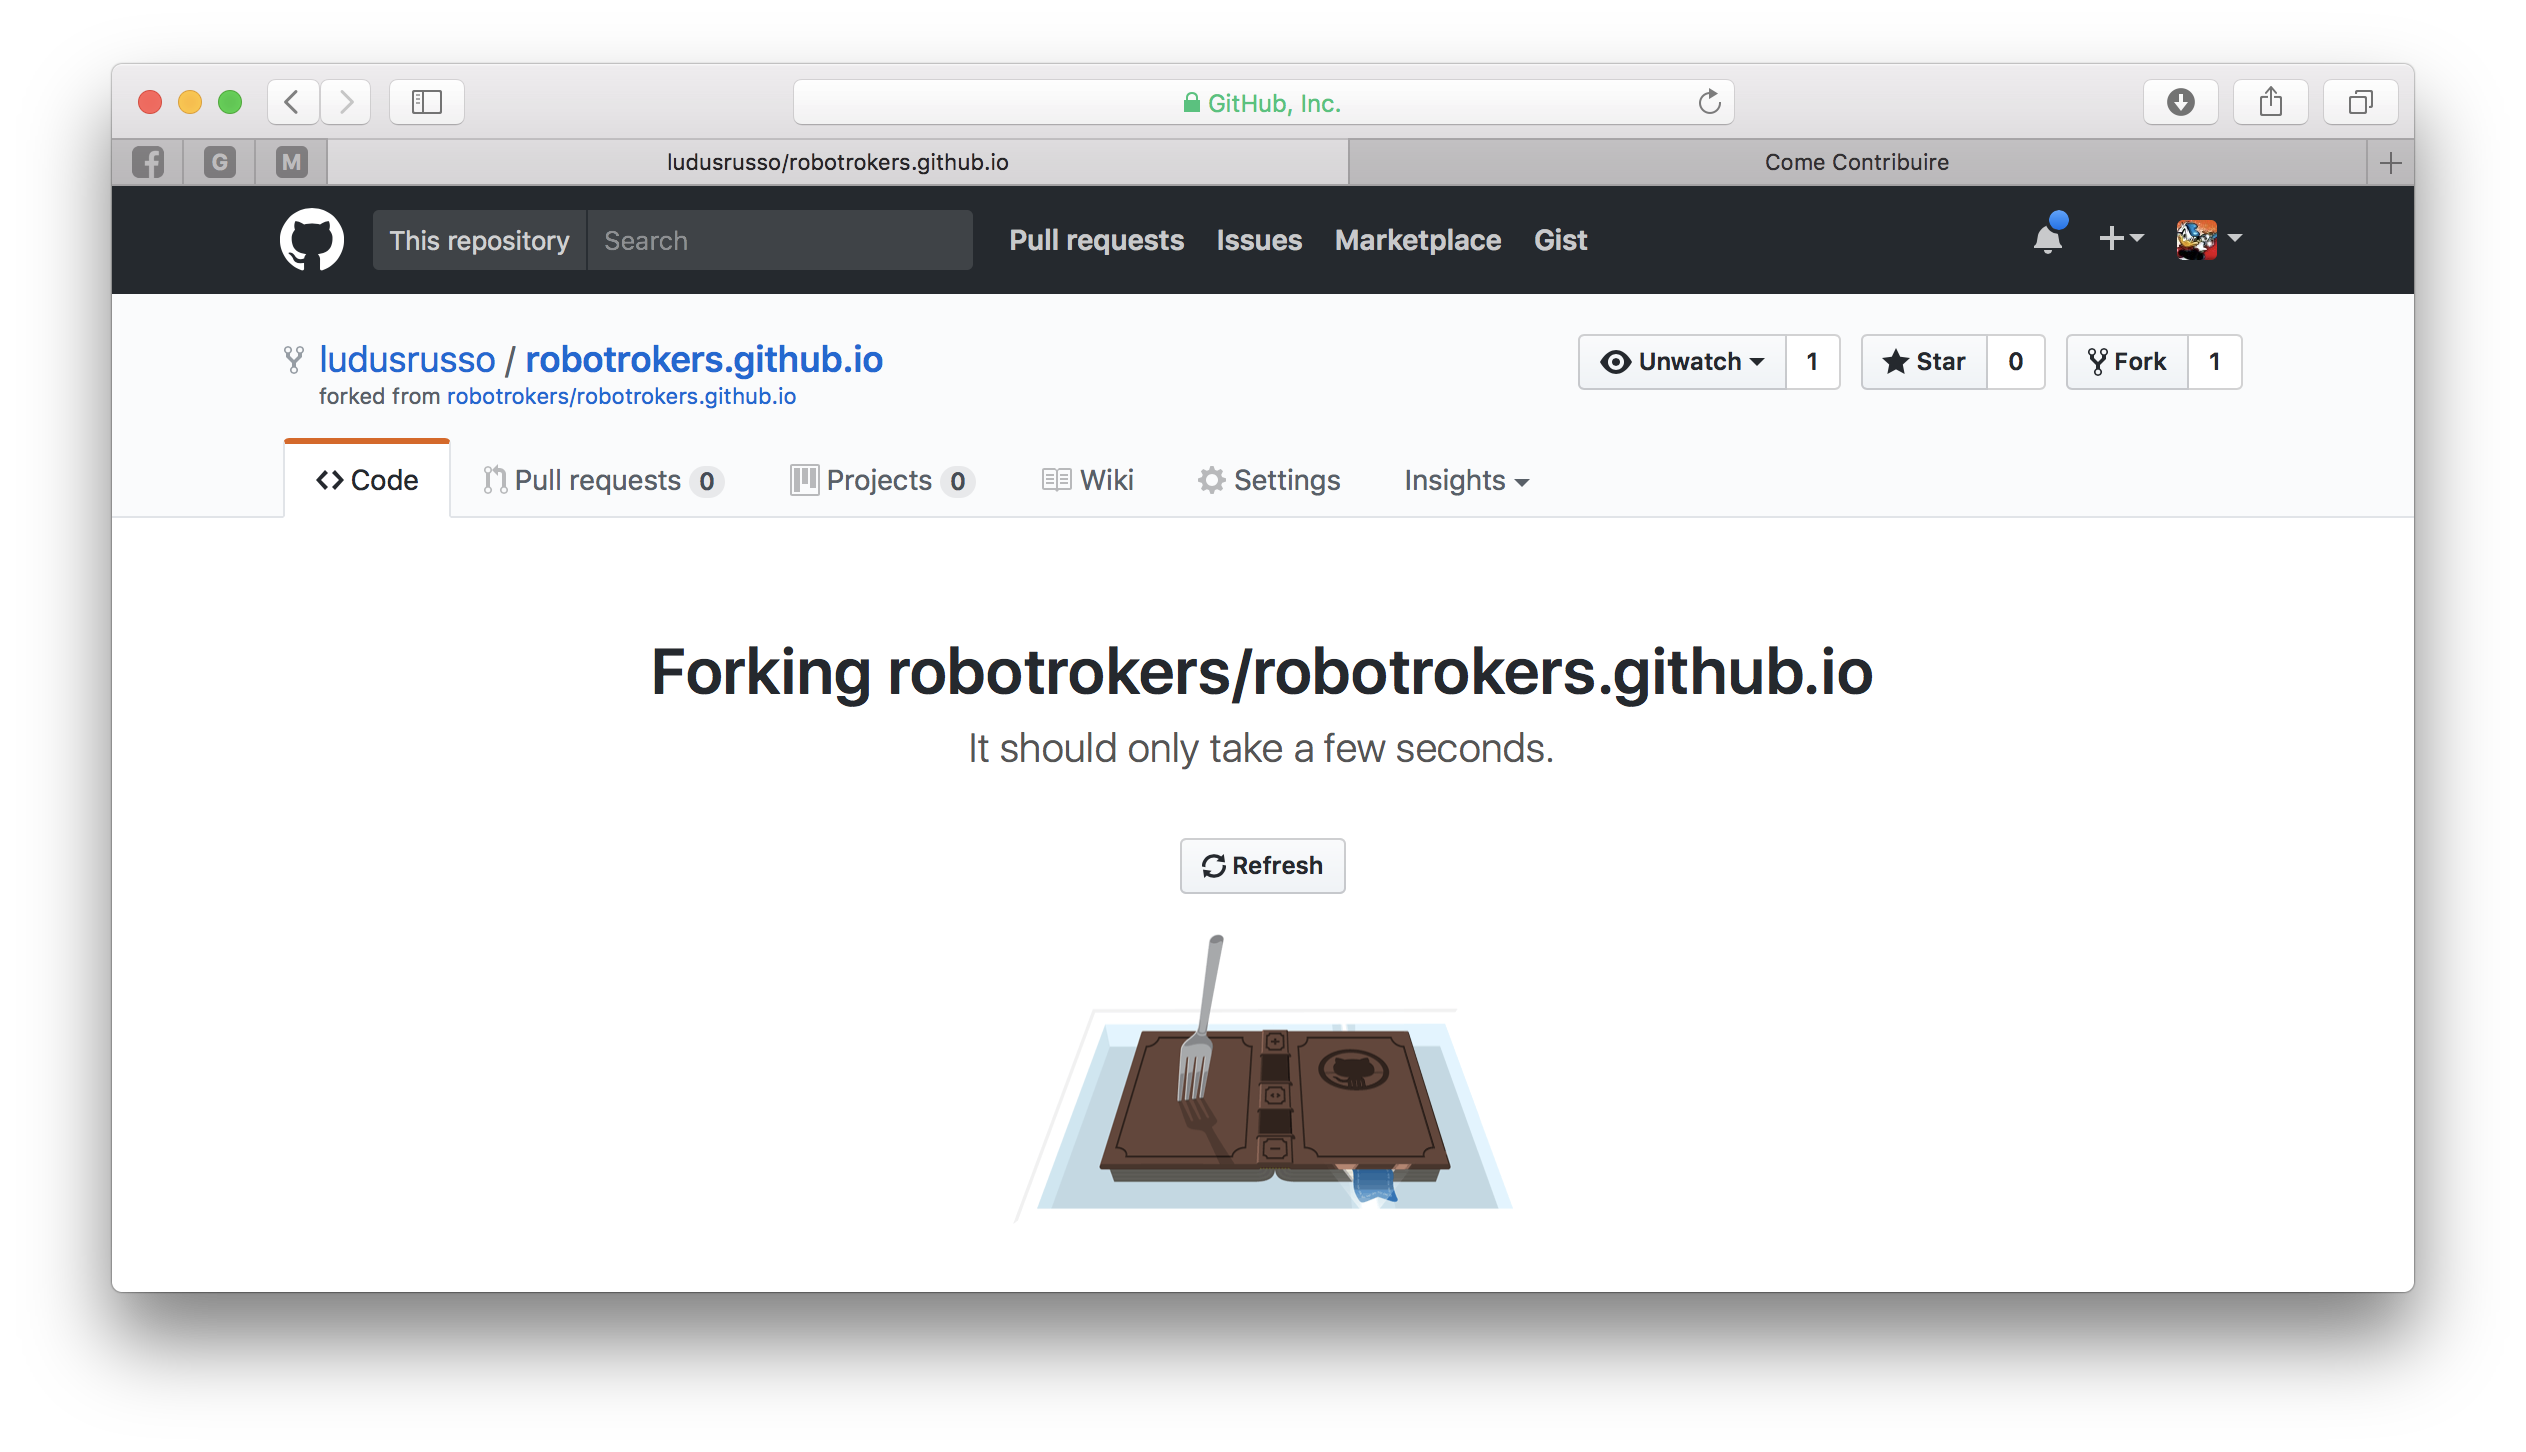 GitHub, Inc.
G
M
ludusrusso/robotrokers.github.io
Come Contribuire
This repository
Search
Pull requests
Issues
Marketplace
Gist
ludusrusso / robotrokers.github.io
forked from robotrokers/robotrokers.github.io
Unwatch 1
Star 0
Fork 1
Code
Pull requests 0
Projects 0
Wiki
Settings
Insights
Forking robotrokers/robotrokers.github.io
It should only take a few seconds.
Refresh